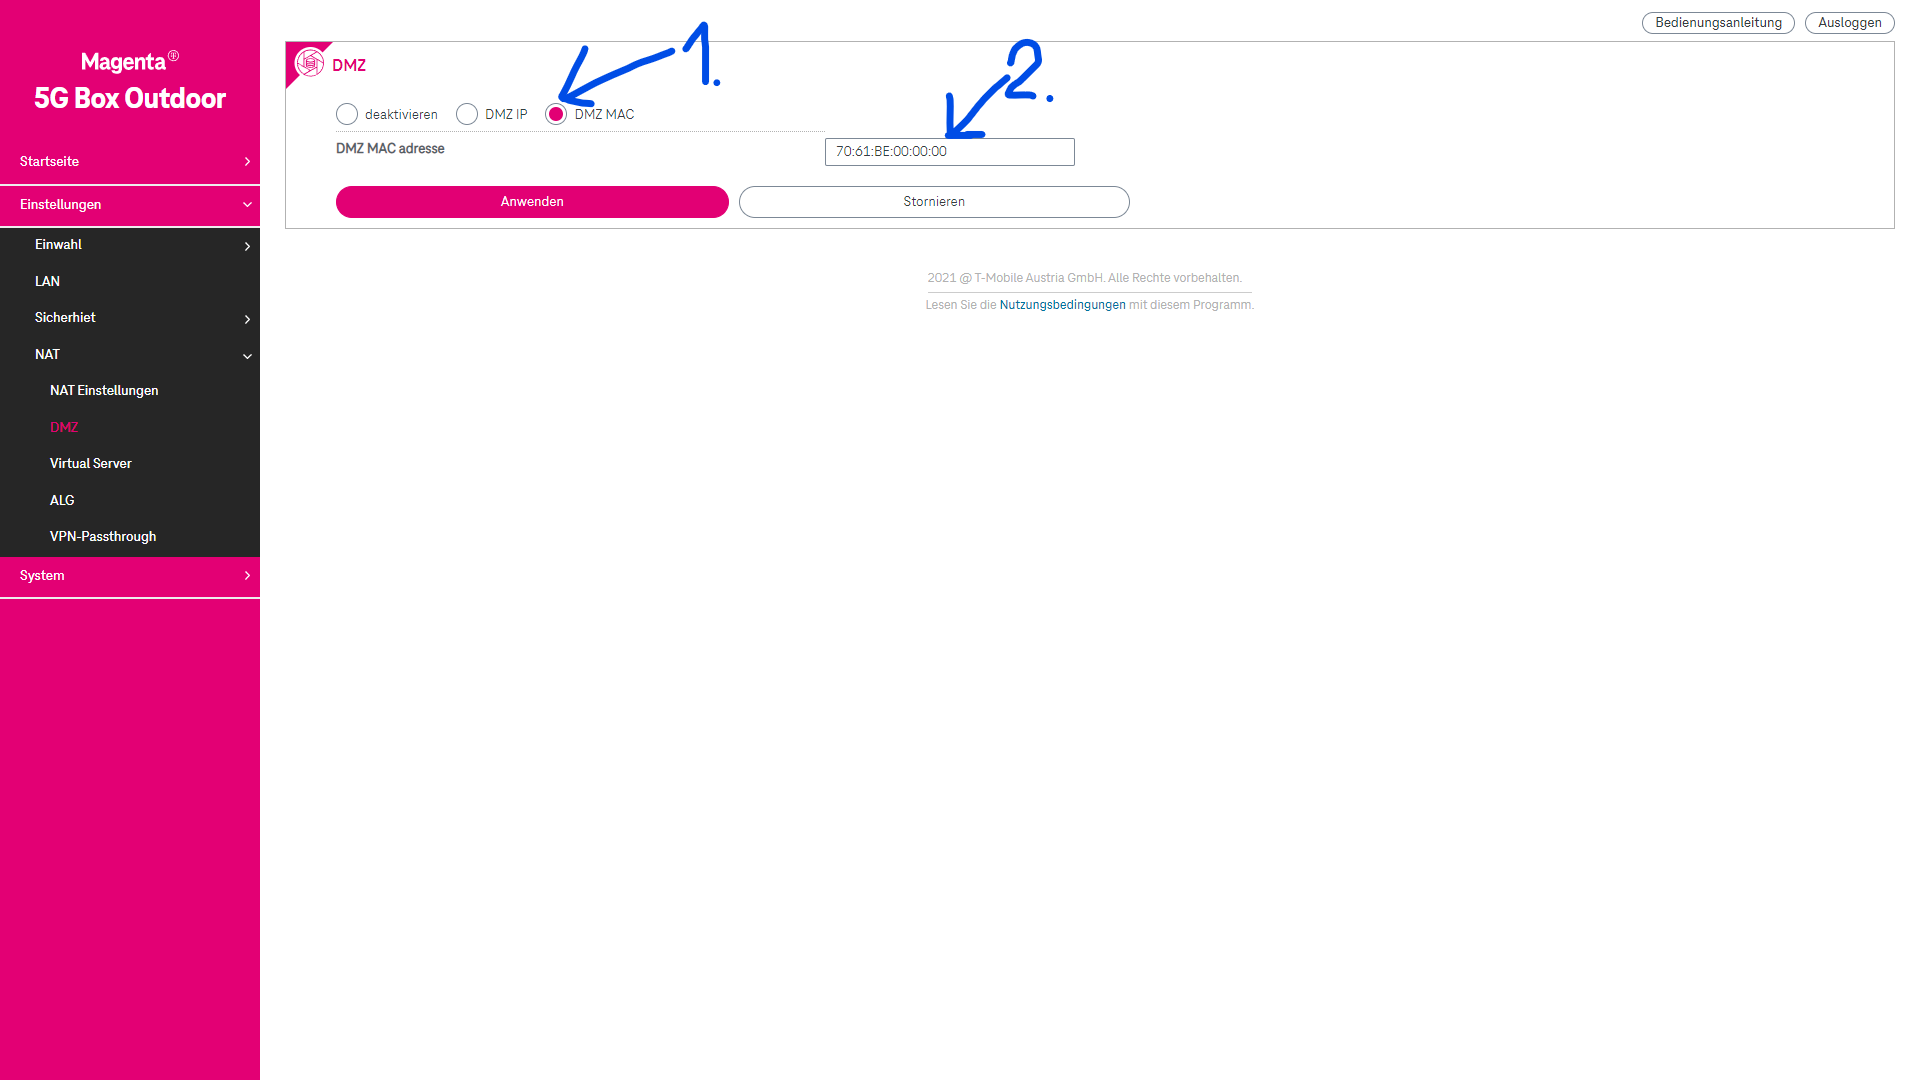 Magenta
5G Box Outdoor
Startseite
Einstellungen
Einwahl
LAN
Sicherhiet
NAT
NAT Einstellungen
DMZ
Virtual Server
ALG
VPN-Passthrough
System
Bedienungsanleitung
Ausloggen
DMZ
1.
2.
deaktivieren
DMZ IP
DMZ MAC
DMZ MAC adresse
70:61:BE:00:00:00
Anwenden
Stornieren
2021 @ T-Mobile Austria GmbH. Alle Rechte vorbehalten.
Lesen Sie die Nutzungsbedingungen mit diesem Programm.